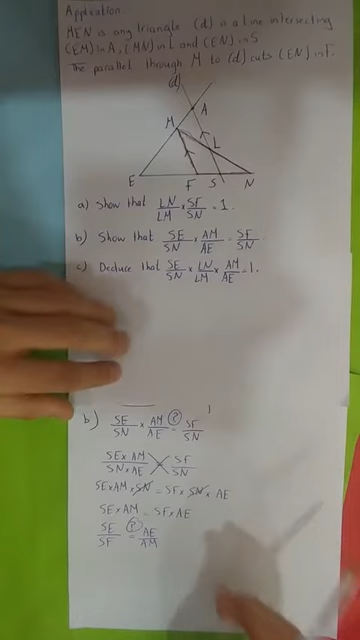 Application.
MEN is any triangle (d) is a line intersecting
(EM) in A, (MN) in L and (EN) in S
The parallel through M to (d) cuts (EN) in F.
(d)
A
M
L
E F S N
a) Show that LN/LM × SF/SN = 1.
b) Show that SE/SN × AM/AE = SF/SN
c) Deduce that SE/SN × LN/LM × AM/AE = 1.
b) SE/SN × AM/AE (?) = SF/SN
SE×AM/SN×AE SF/SN
SE×AM×SN = SF×SN×AE
SE×AM = SF×AE
SE/SF (?) = AE/AM